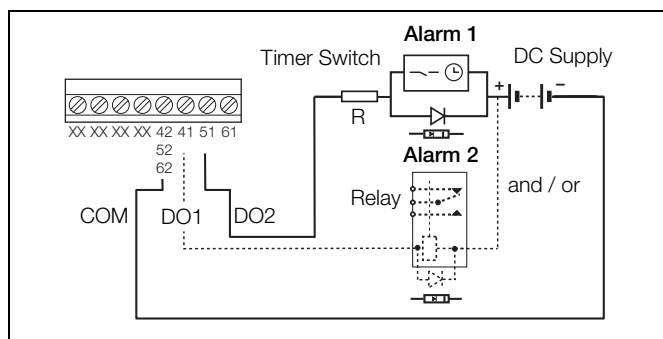 Alarm 1
Timer Switch
DC Supply
+
–
R
XX XX XX XX 42 41 51 61
52
62
Alarm 2
Relay
and / or
COM
DO1
DO2